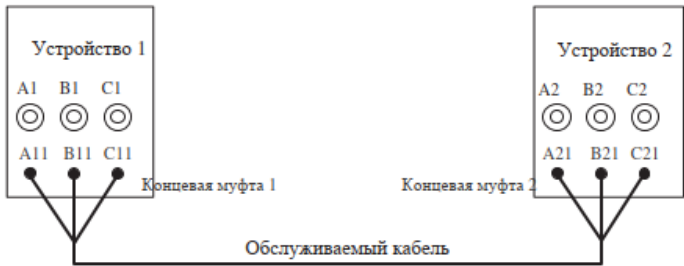 Устройство 1
Устройство 2
A1 B1 C1
A2 B2 C2
A11 B11 C11
A21 B21 C21
Концевая муфта 1
Концевая муфта 2
Обслуживаемый кабель